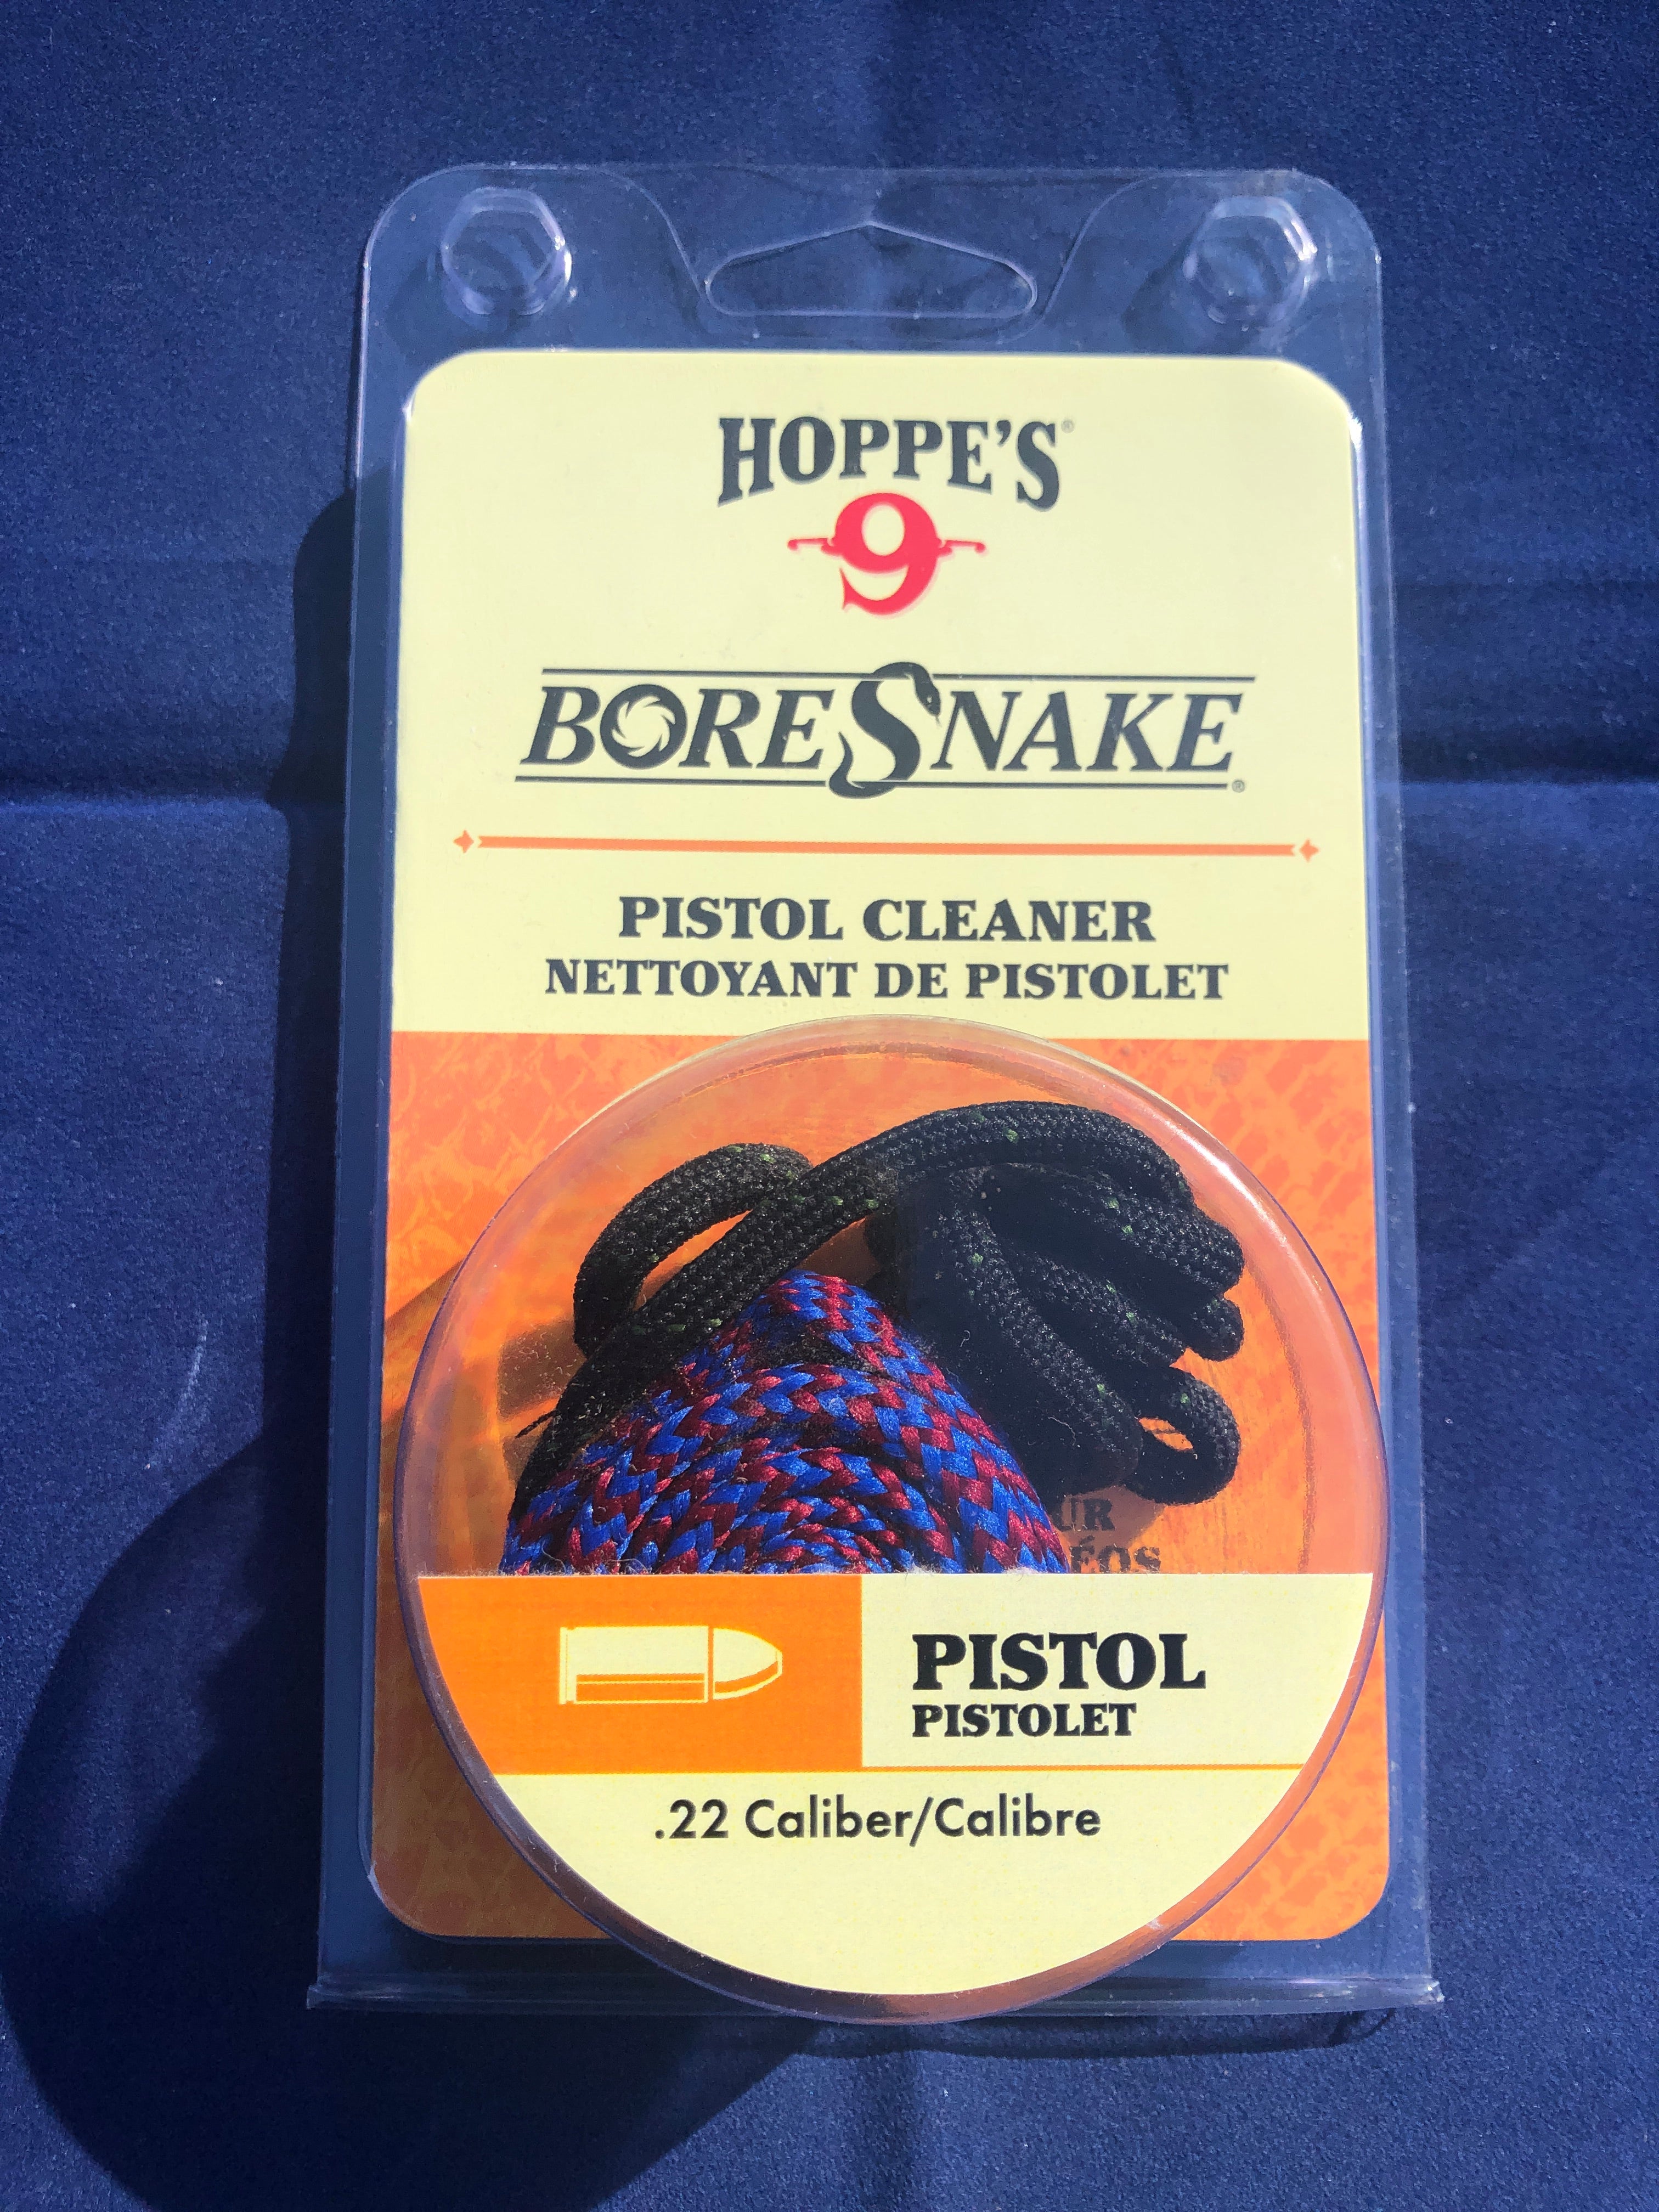 HOPPE'S®
9
BORESNAKE®
PISTOL CLEANER
NETTOYANT DE PISTOLET
PISTOL
PISTOLET
.22 Caliber/Calibre